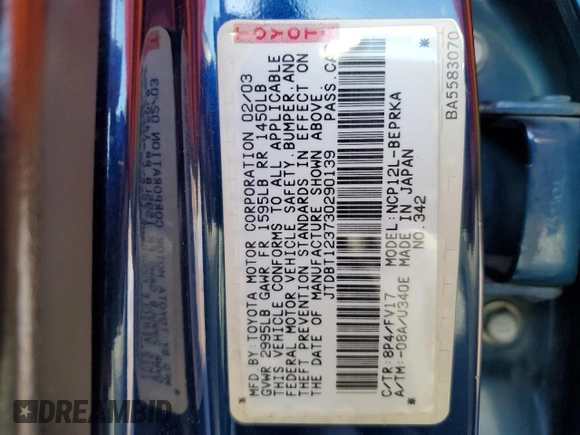 TOYOTA
MFD BY: TOYOTA MOTOR CORPORATION 02/03
GVWR 2995LB GAWR FR 1595LB RR 1450LB
THIS VEHICLE CONFORMS TO ALL APPLICABLE
FEDERAL MOTOR VEHICLE SAFETY, BUMPER, AND
THEFT PREVENTION STANDARDS IN EFFECT ON
THE DATE OF MANUFACTURE SHOWN ABOVE.
JTDBT123730290139 PASS. CAR
* *
C/TR: 8P4/FV17 MODEL: NCP12L-BEPRKA
A/TM: -08A/U340E MADE IN JAPAN
NO. 342
BA5583070
DREAMBID